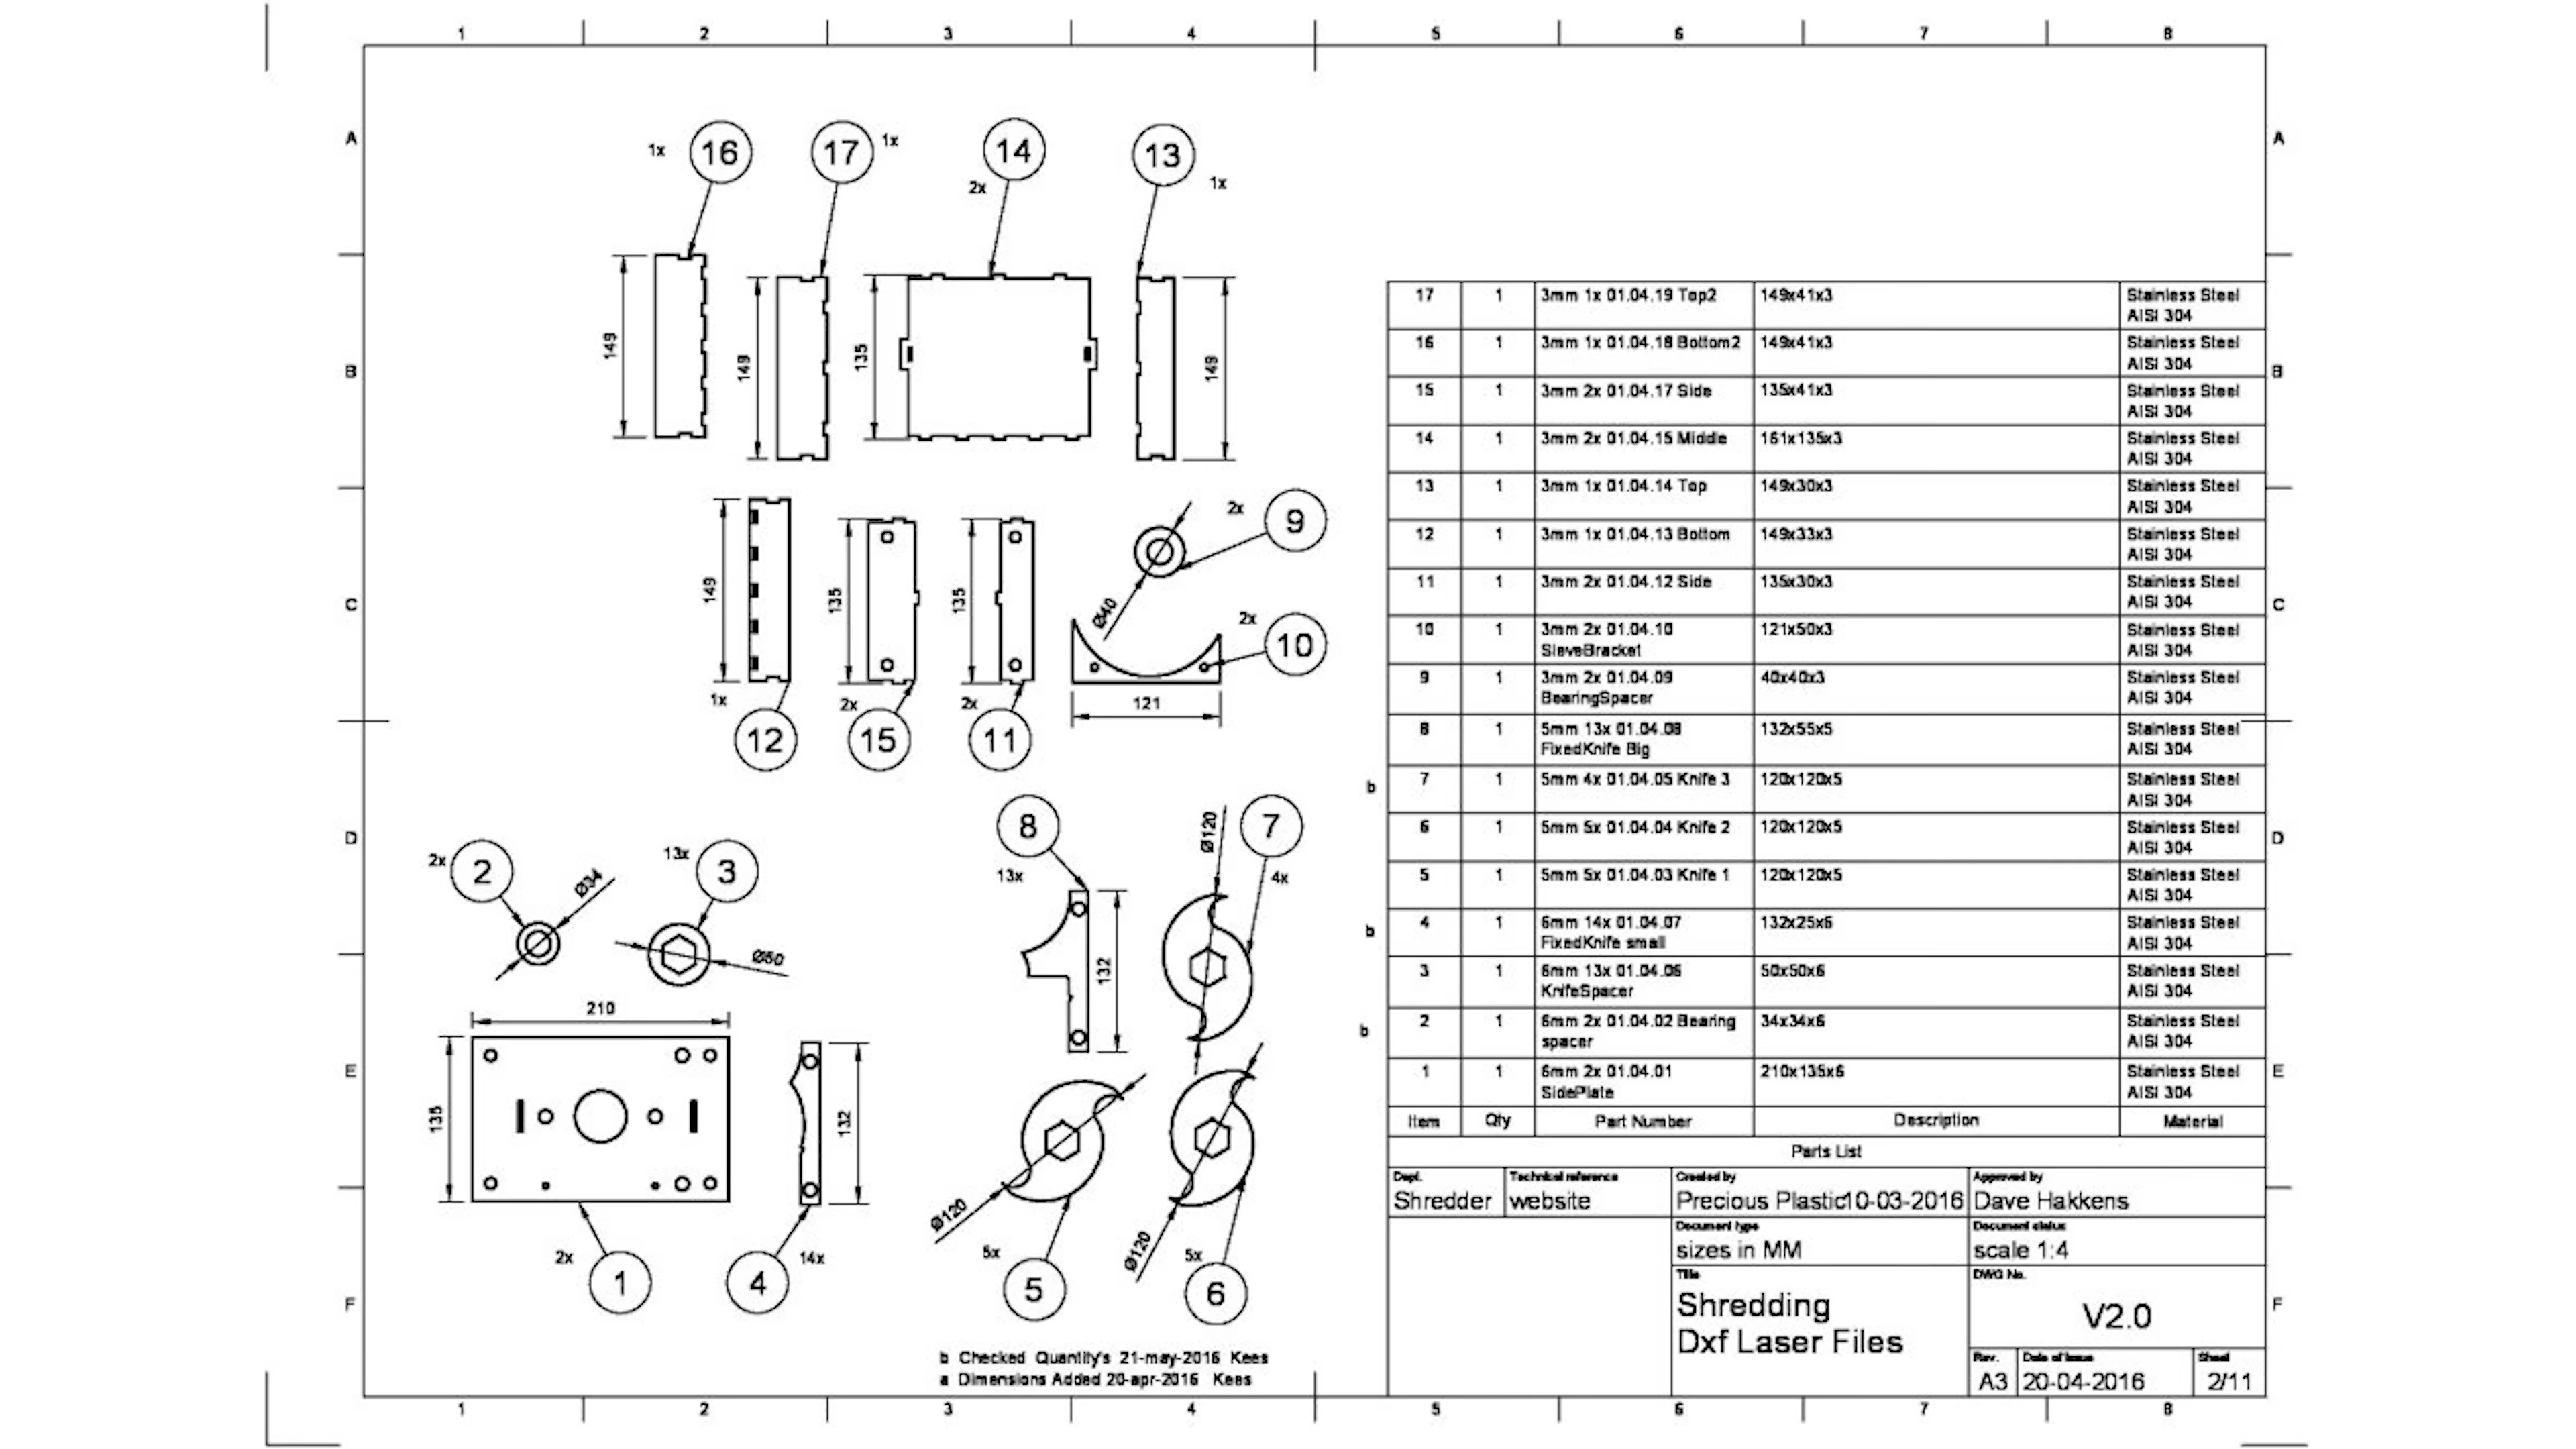 1 2 3 4 5 6 7 8
A A
1x 16 17 1x 14 2x 13 1x
B B
149 149 135 149
C C
149 135 135 Ø40 2x 9
2x 10
121
1x 12 2x 15 2x 11
D D
2x 2 Ø34 13x 3 Ø50
8 13x 132 Ø120 7 4x
E E
210
135 132
2x 1 4 14x
Ø120 5x 5 Ø120 5x 6
F F
b Checked Quantity's 21-may-2016 Kees
a Dimensions Added 20-apr-2016 Kees
17 1 3mm 1x 01.04.19 Top2 149x41x3 Stainless Steel
AISI 304
16 1 3mm 1x 01.04.18 Bottom2 149x41x3 Stainless Steel
AISI 304
15 1 3mm 2x 01.04.17 Side 135x41x3 Stainless Steel
AISI 304
14 1 3mm 2x 01.04.15 Middle 161x135x3 Stainless Steel
AISI 304
13 1 3mm 1x 01.04.14 Top 149x30x3 Stainless Steel
AISI 304
12 1 3mm 1x 01.04.13 Bottom 149x33x3 Stainless Steel
AISI 304
11 1 3mm 2x 01.04.12 Side 135x30x3 Stainless Steel
AISI 304
10 1 3mm 2x 01.04.10 121x50x3 Stainless Steel
SieveBracket AISI 304
9 1 3mm 2x 01.04.09 40x40x3 Stainless Steel
BearingSpacer AISI 304
8 1 5mm 13x 01.04.08 132x55x5 Stainless Steel
FixedKnife Big AISI 304
b 7 1 5mm 4x 01.04.05 Knife 3 120x120x5 Stainless Steel
AISI 304
6 1 5mm 5x 01.04.04 Knife 2 120x120x5 Stainless Steel
AISI 304
5 1 5mm 5x 01.04.03 Knife 1 120x120x5 Stainless Steel
AISI 304
b 4 1 6mm 14x 01.04.07 132x25x6 Stainless Steel
FixedKnife small AISI 304
3 1 6mm 13x 01.04.06 50x50x6 Stainless Steel
KnifeSpacer AISI 304
b 2 1 6mm 2x 01.04.02 Bearing 34x34x6 Stainless Steel
spacer AISI 304
1 1 6mm 2x 01.04.01 210x135x6 Stainless Steel
SidePlate AISI 304
Item Qty Part Number Description Material
Parts List
Dept. Technical reference Created by Approved by
Shredder website Precious Plastic10-03-2016 Dave Hakkens
Document type Document status
sizes in MM scale 1:4
Title DWG No.
Shredding
Dxf Laser Files
V2.0
Rev. Date of issue Sheet
A3 20-04-2016 2/11
1 2 3 4 5 6 7 8